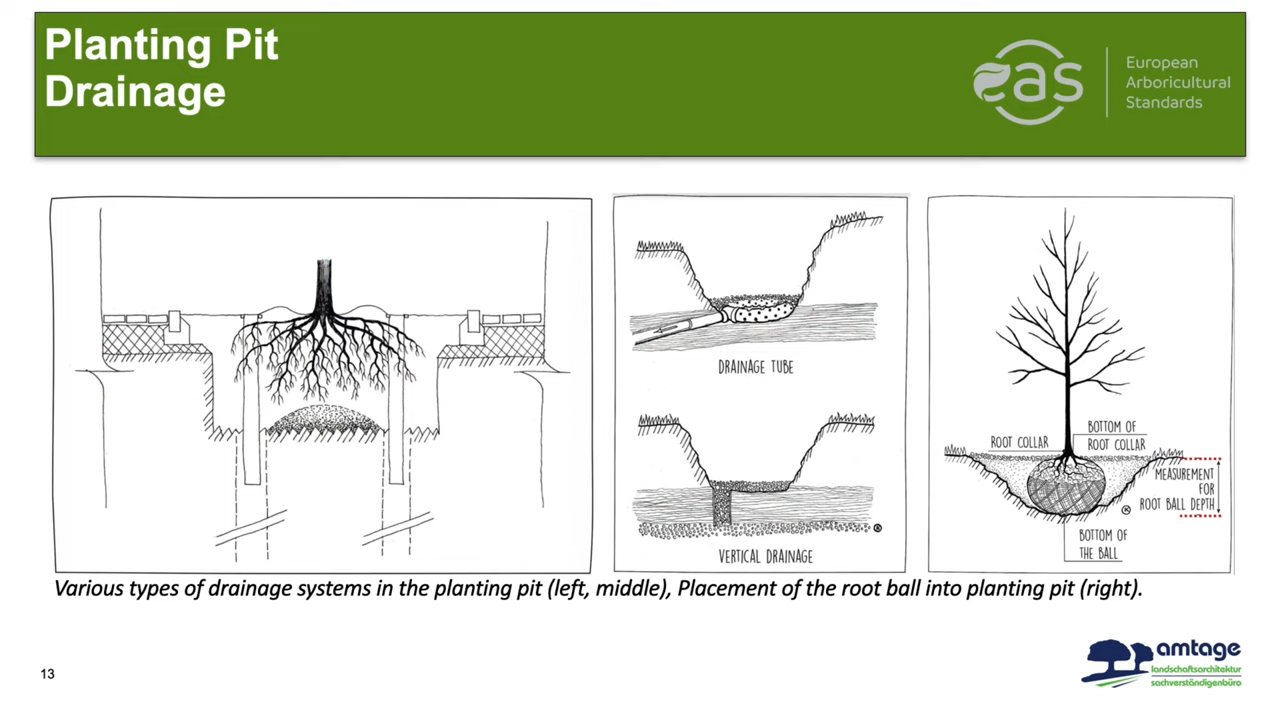 Planting Pit
Drainage
eas
European
Arboricultural
Standards
DRAINAGE TUBE
VERTICAL DRAINAGE
ROOT COLLAR
BOTTOM OF
ROOT COLLAR
MEASUREMENT
FOR
ROOT BALL DEPTH
BOTTOM OF
THE BALL
Various types of drainage systems in the planting pit (left, middle), Placement of the root ball into planting pit (right).
13
amtage
landschaftsarchitektur
sachverständigenbüro